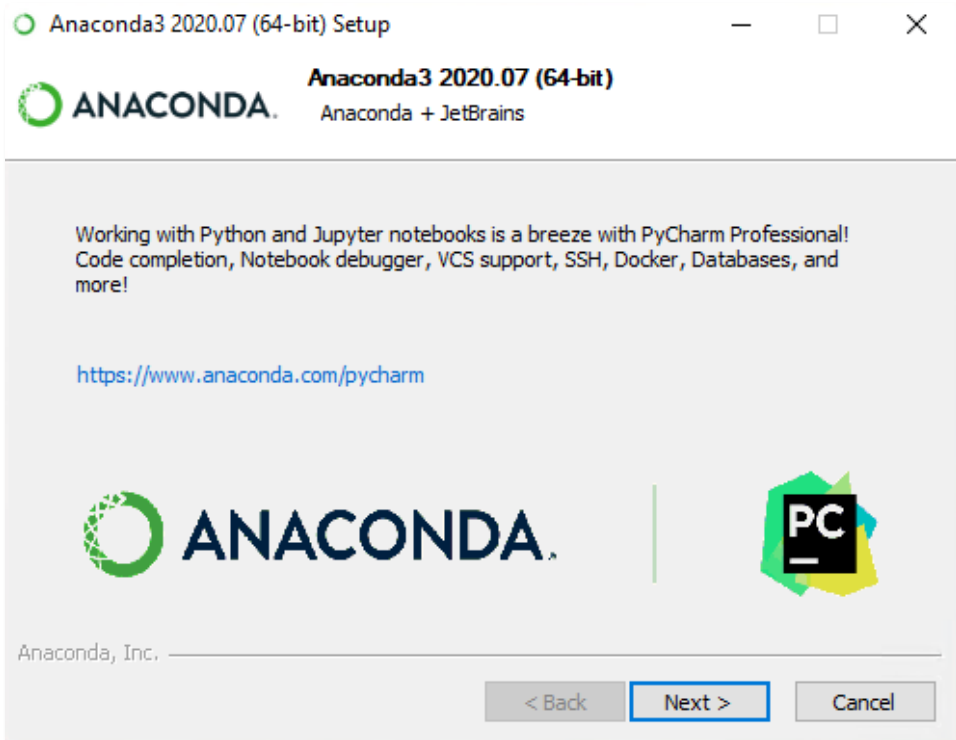 Anaconda3 2020.07 (64-bit) Setup
Anaconda3 2020.07 (64-bit)
ANACONDA.
Anaconda + JetBrains
Working with Python and Jupyter notebooks is a breeze with PyCharm Professional!
Code completion, Notebook debugger, VCS support, SSH, Docker, Databases, and
more!
https://www.anaconda.com/pycharm
ANACONDA.
PC
Anaconda, Inc.
< Back
Next >
Cancel